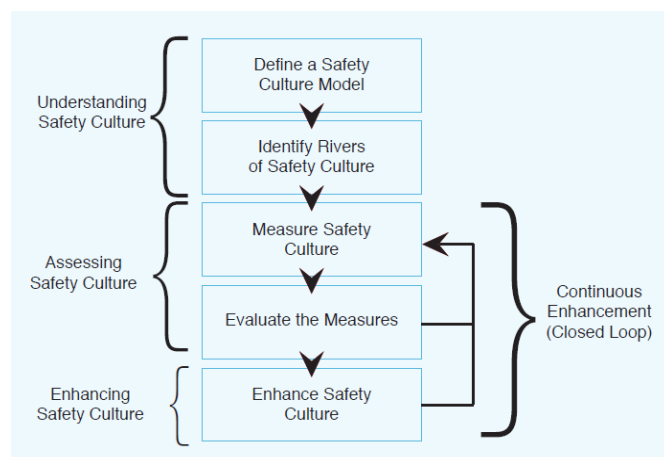 Define a Safety
Culture Model
Understanding
Safety Culture
Identify Rivers
of Safety Culture
Measure Safety
Culture
Assessing
Safety Culture
Evaluate the Measures
Continuous
Enhancement
(Closed Loop)
Enhancing
Safety Culture
Enhance Safety
Culture